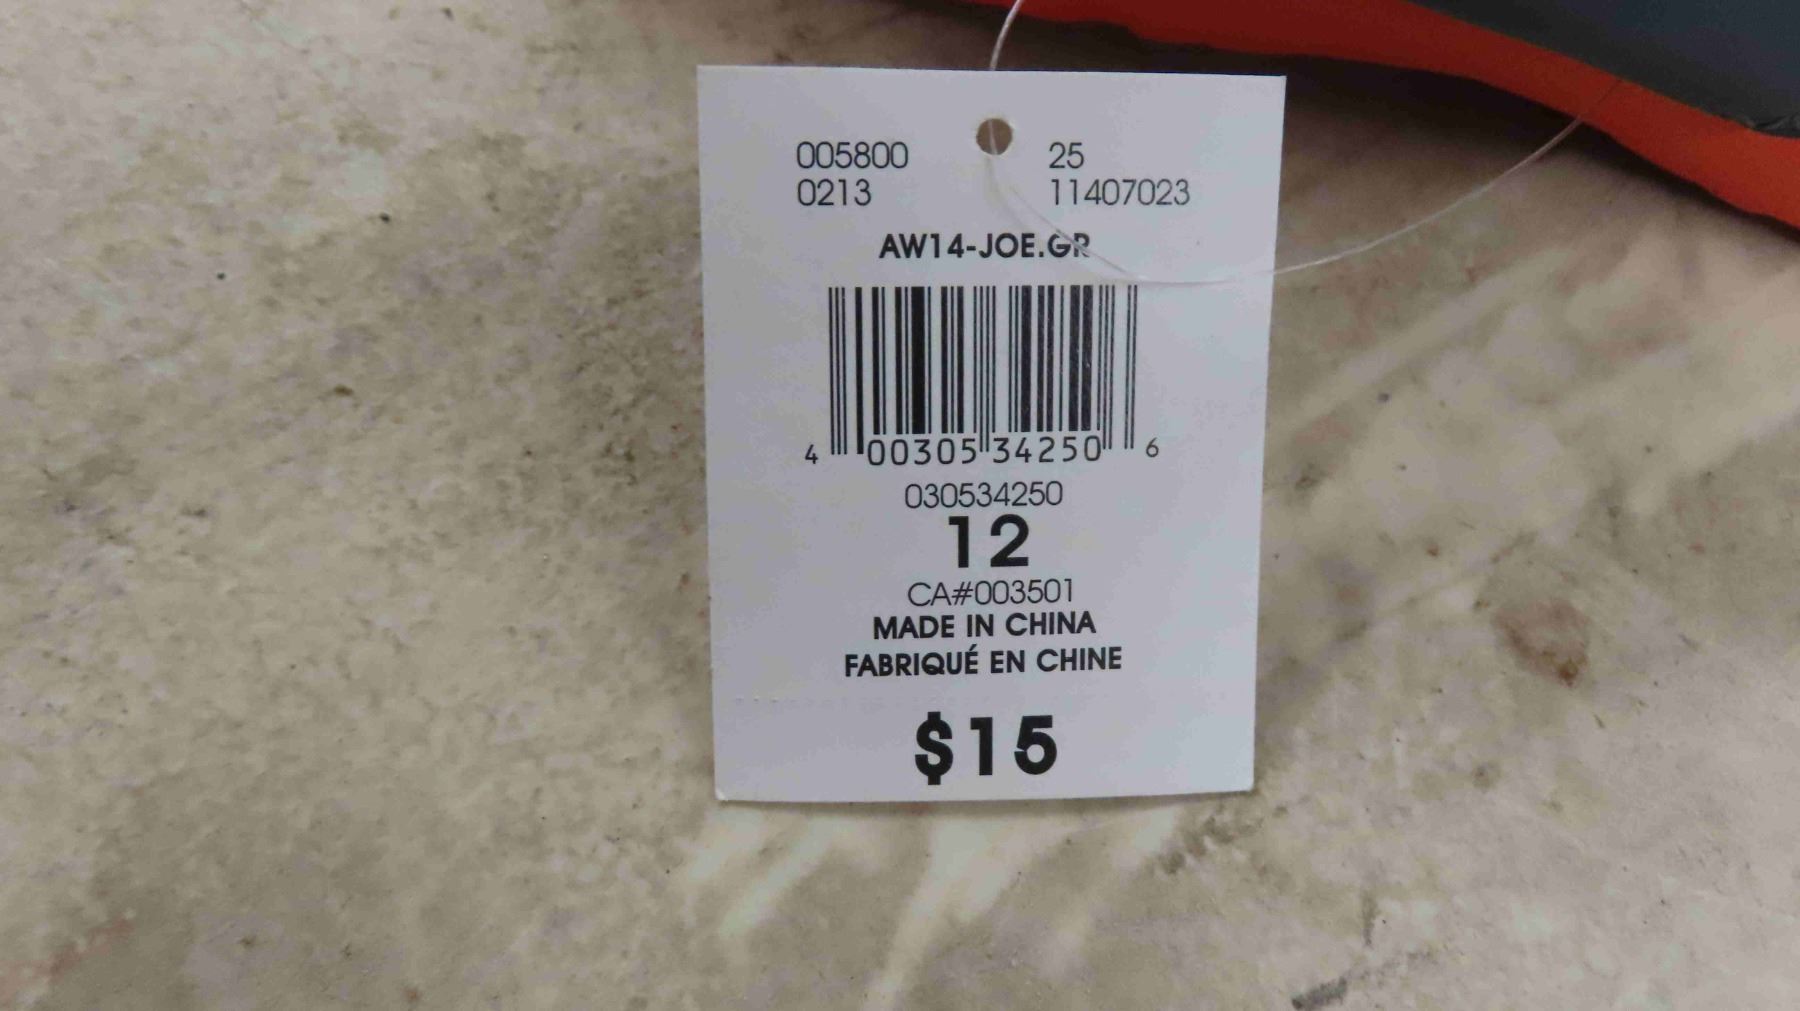 005800 25
0213 11407023
AW14-JOE.GR
4 00305 34250 6
030534250
12
CA#003501
MADE IN CHINA
FABRIQUÉ EN CHINE
$15